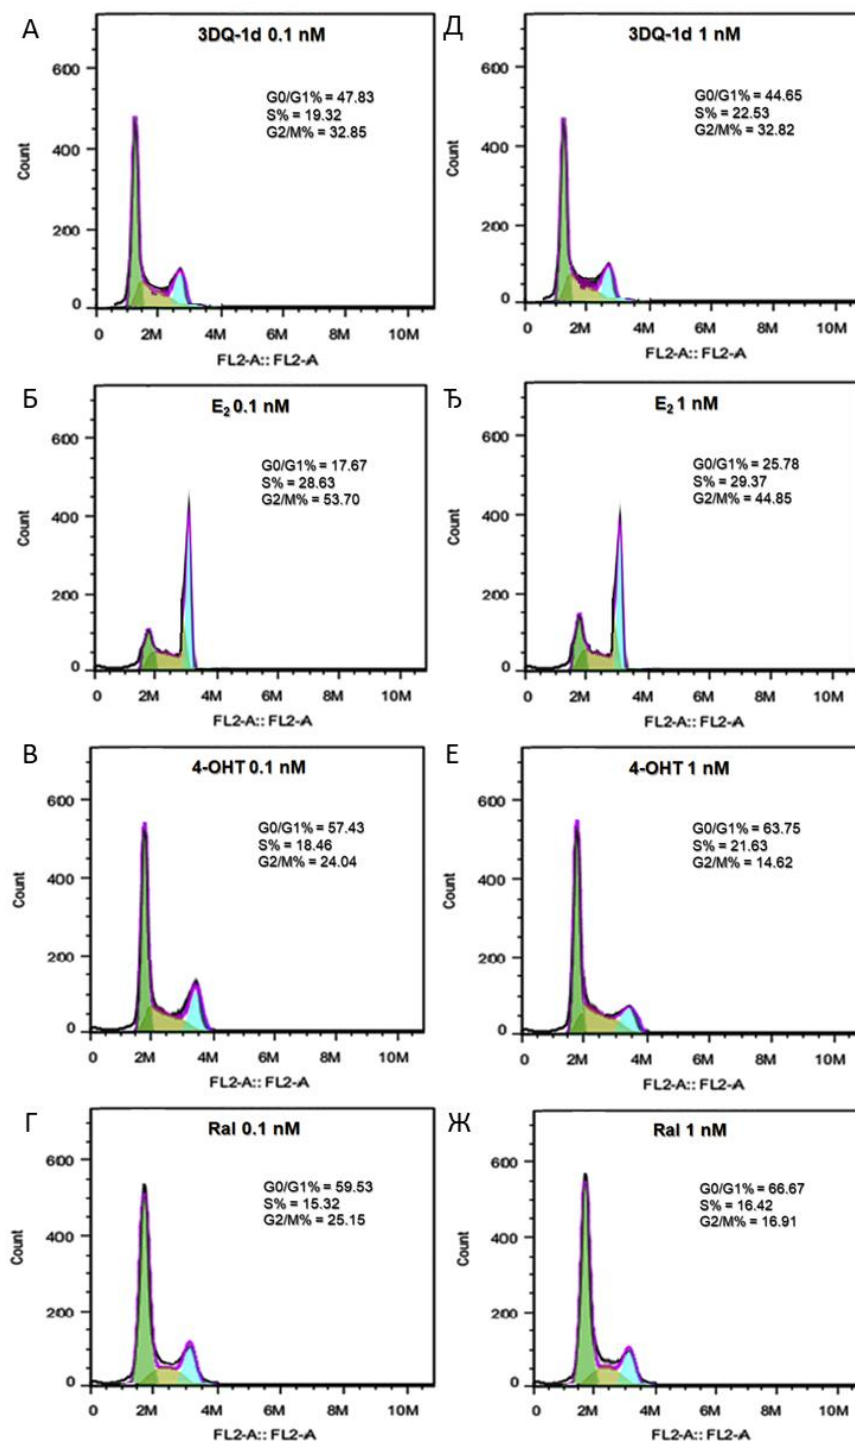 А
3DQ-1d 0.1 nM
G0/G1% = 47.83
S% = 19.32
G2/M% = 32.85
600
400
200
0
Count
0 2M 4M 6M 8M 10M
FL2-A:: FL2-A
Д
3DQ-1d 1 nM
G0/G1% = 44.65
S% = 22.53
G2/M% = 32.82
600
400
200
0
Count
0 2M 4M 6M 8M 10M
FL2-A:: FL2-A
Б
E₂ 0.1 nM
G0/G1% = 17.67
S% = 28.63
G2/M% = 53.70
600
400
200
0
Count
0 2M 4M 6M 8M 10M
FL2-A:: FL2-A
Ђ
E₂ 1 nM
G0/G1% = 25.78
S% = 29.37
G2/M% = 44.85
600
400
200
0
Count
0 2M 4M 6M 8M 10M
FL2-A:: FL2-A
В
4-OHT 0.1 nM
G0/G1% = 57.43
S% = 18.46
G2/M% = 24.04
600
400
200
0
Count
0 2M 4M 6M 8M 10M
FL2-A:: FL2-A
Е
4-OHT 1 nM
G0/G1% = 63.75
S% = 21.63
G2/M% = 14.62
600
400
200
0
Count
0 2M 4M 6M 8M 10M
FL2-A:: FL2-A
Г
Ral 0.1 nM
G0/G1% = 59.53
S% = 15.32
G2/M% = 25.15
600
400
200
0
Count
0 2M 4M 6M 8M 10M
FL2-A:: FL2-A
Ж
Ral 1 nM
G0/G1% = 66.67
S% = 16.42
G2/M% = 16.91
600
400
200
0
Count
0 2M 4M 6M 8M 10M
FL2-A:: FL2-A